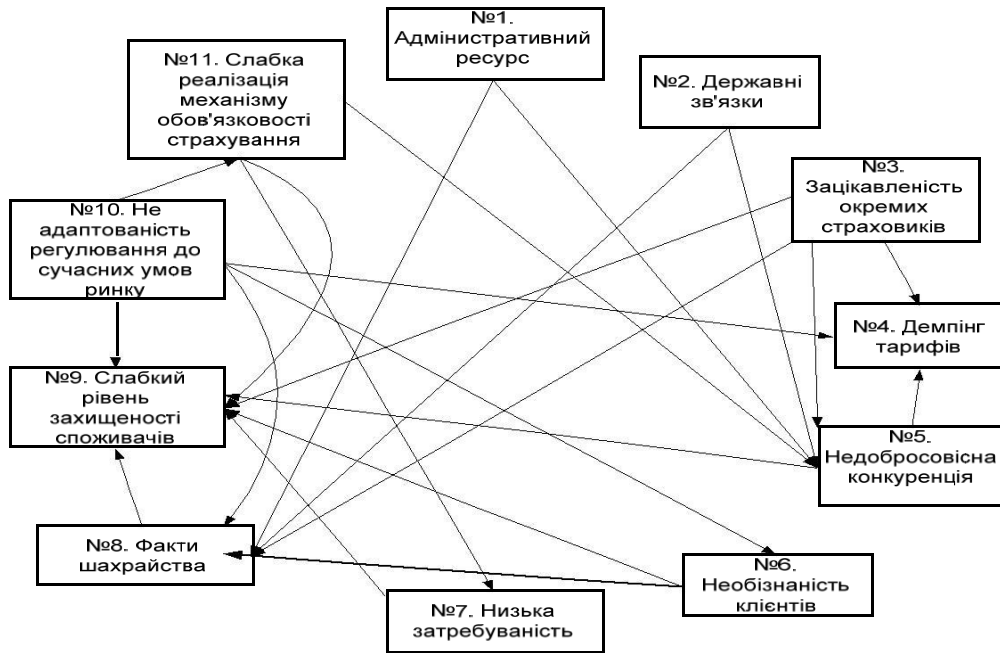 №1.
Адміністративний
ресурс
№2. Державні
зв'язки
№3.
Зацікавленість
окремих
страховиків
№4. Демпінг
тарифів
№5.
Недобросовісна
конкуренція
№6.
Необізнаність
клієнтів
№7. Низька
затребуваність
№8. Факти
шахрайства
№9. Слабкий
рівень
захищеності
споживачів
№10. Не
адаптованість
регулювання до
сучасних умов
ринку
№11. Слабка
реалізація
механізму
обов'язковості
страхування